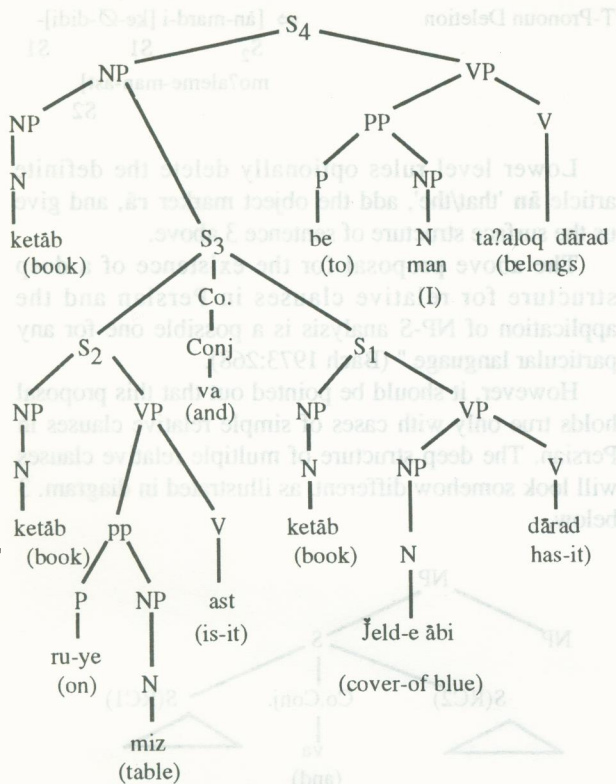 S4
NP VP
NP PP V
N P NP
ketāb S3 be N ta?aloq dārad
(book) Co. (to) man (belongs)
(I)
S2 Conj S1
va
NP VP (and) NP VP
N N NP V
ketāb pp V ketāb N dārad
(book) (book) has-it)
P NP ast J̌eld-e ābi
(is-it)
ru-ye
(on) N (cover-of blue)
miz
(table)